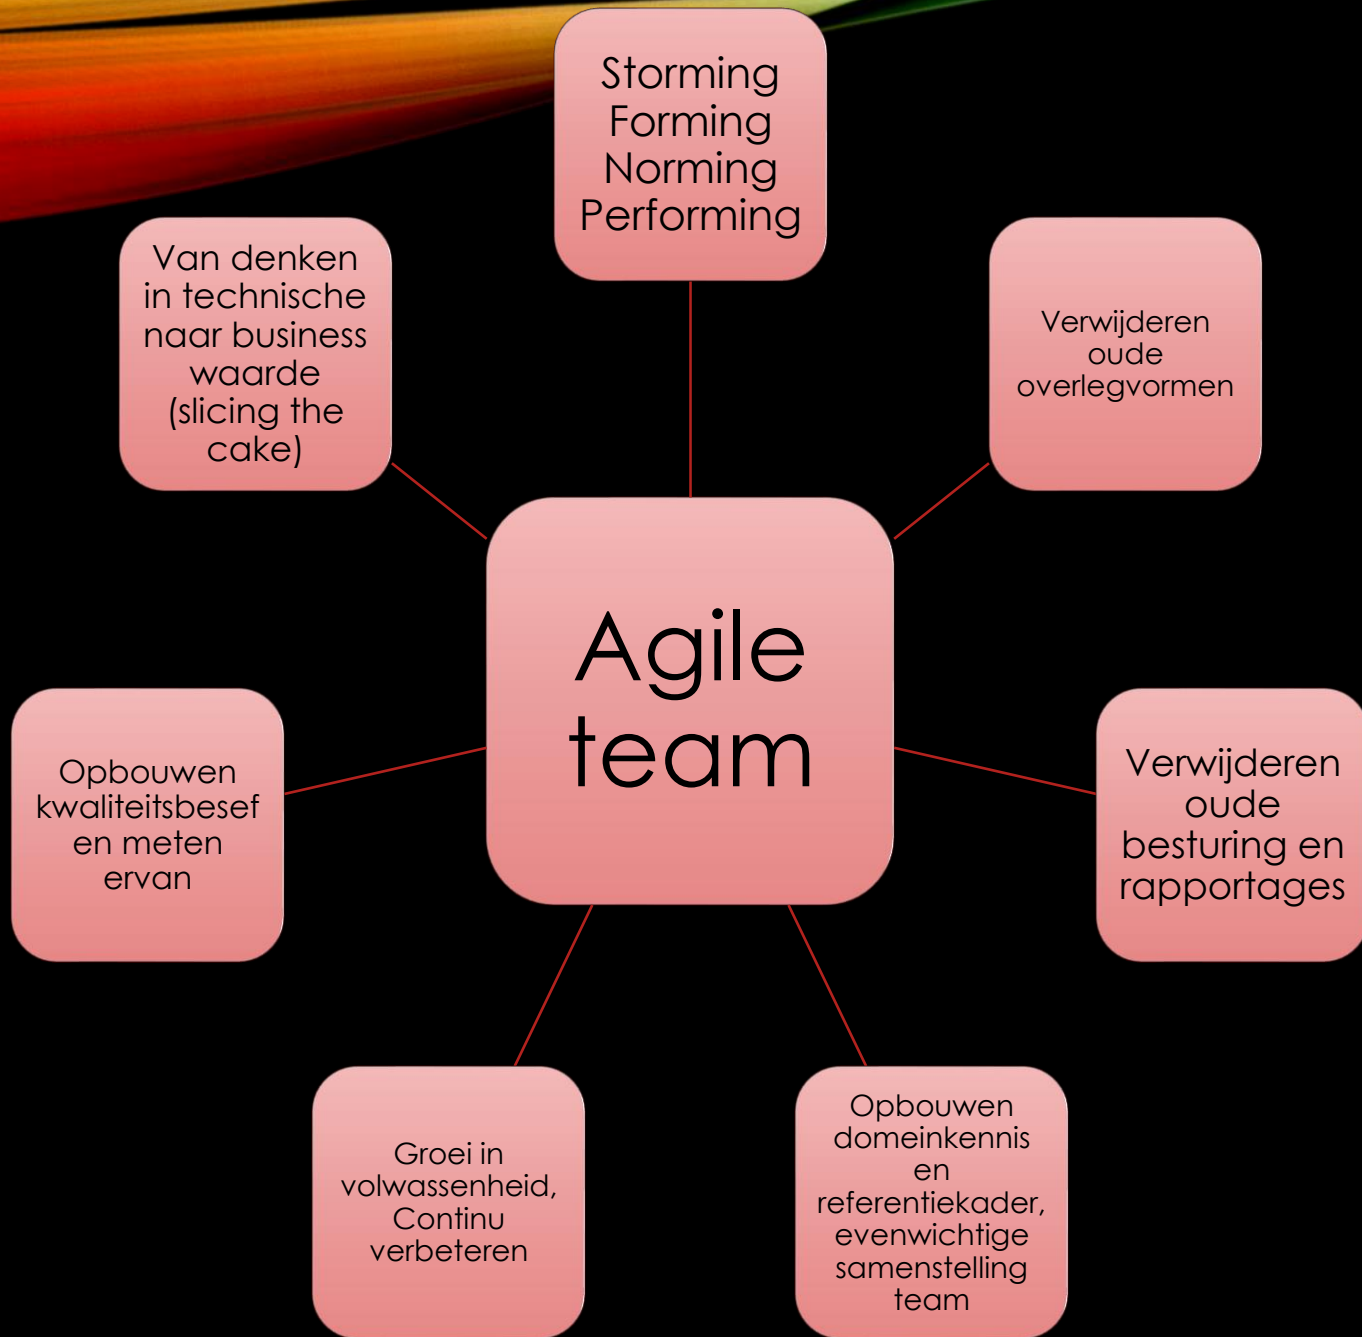 Storming
Forming
Norming
Performing
Van denken
in technische
naar business
waarde
(slicing the
cake)
Verwijderen
oude
overlegvormen
Agile
team
Opbouwen
kwaliteitsbesef
en meten
ervan
Verwijderen
oude
besturing en
rapportages
Groei in
volwassenheid,
Continu
verbeteren
Opbouwen
domeinkennis
en
referentiekader,
evenwichtige
samenstelling
team